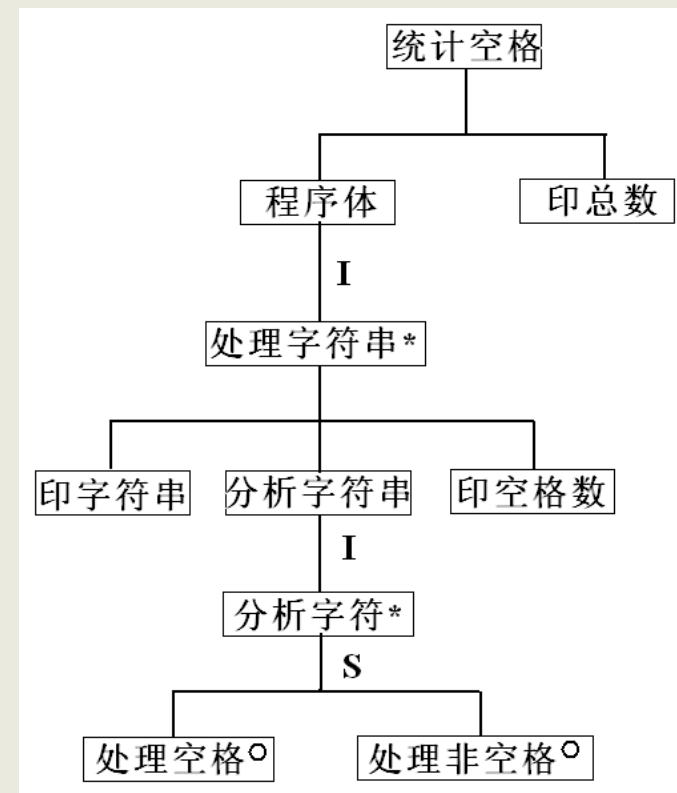 统计空格
程序体
印总数
I
处理字符串*
印字符串
分析字符串
印空格数
I
分析字符*
S
处理空格○
处理非空格○